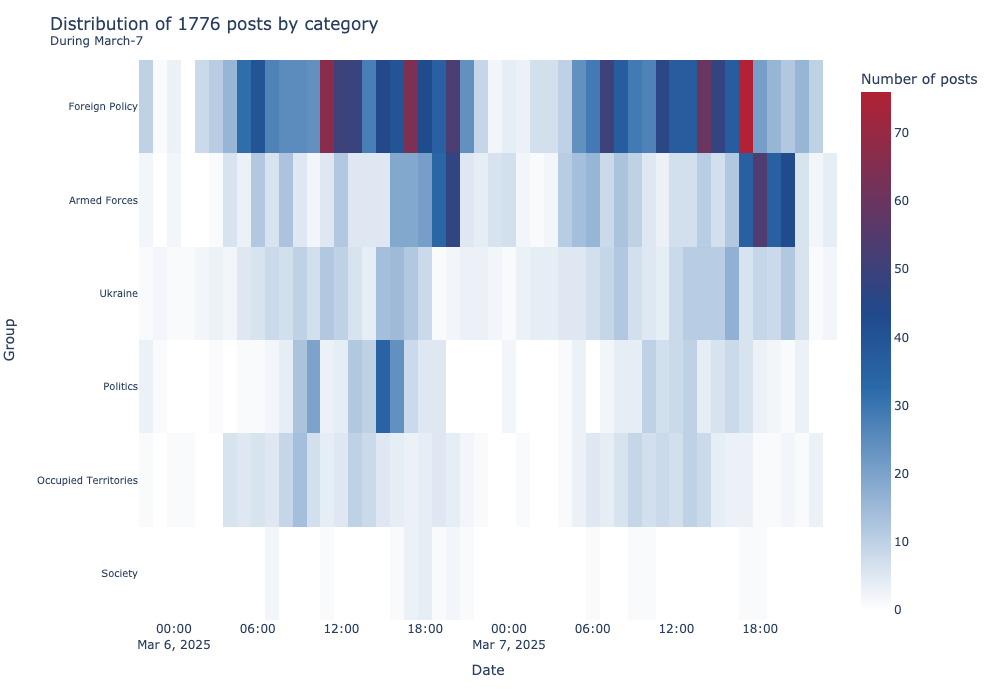 Distribution of 1776 posts by category
During March-7
Number of posts
Foreign Policy
Armed Forces
Ukraine
Politics
Occupied Territories
Society
Group
70
60
50
40
30
20
10
0
00:00 06:00 12:00 18:00 00:00 06:00 12:00 18:00
Mar 6, 2025 Mar 7, 2025
Date